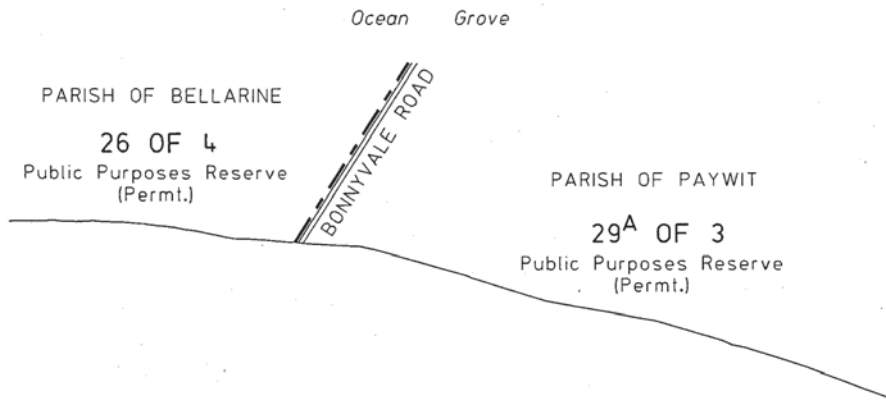 Ocean Grove
PARISH OF BELLARINE
26 OF 4
Public Purposes Reserve
(Permt.)
BONNYVALE ROAD
PARISH OF PAYWIT
29A OF 3
Public Purposes Reserve
(Permt.)